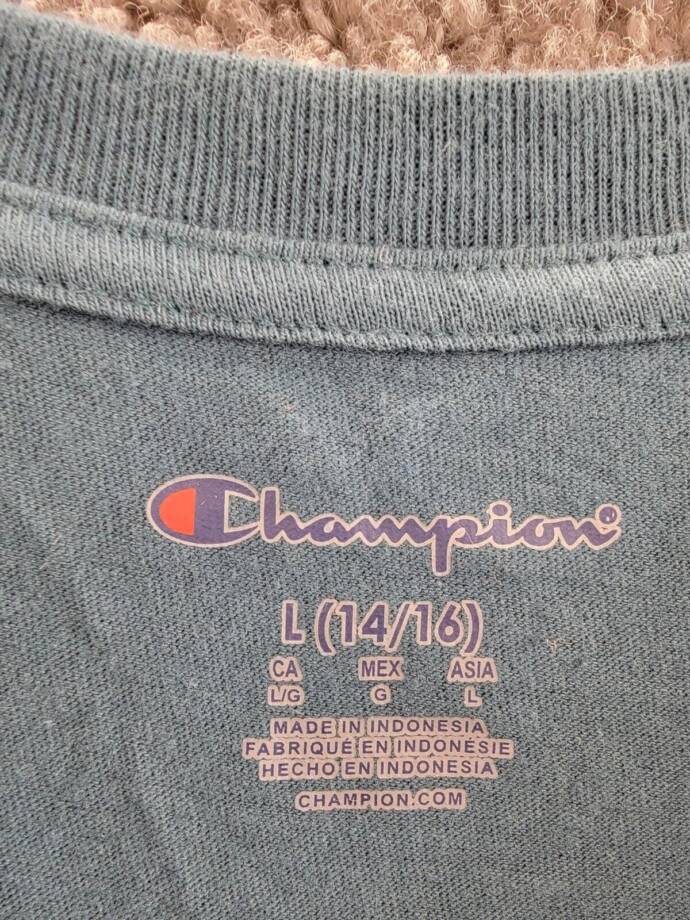 Champion®
L (14/16)
CA MEX ASIA
L/G G L
MADE IN INDONESIA
FABRIQUÉ EN INDONÉSIE
HECHO EN INDONESIA
CHAMPION.COM